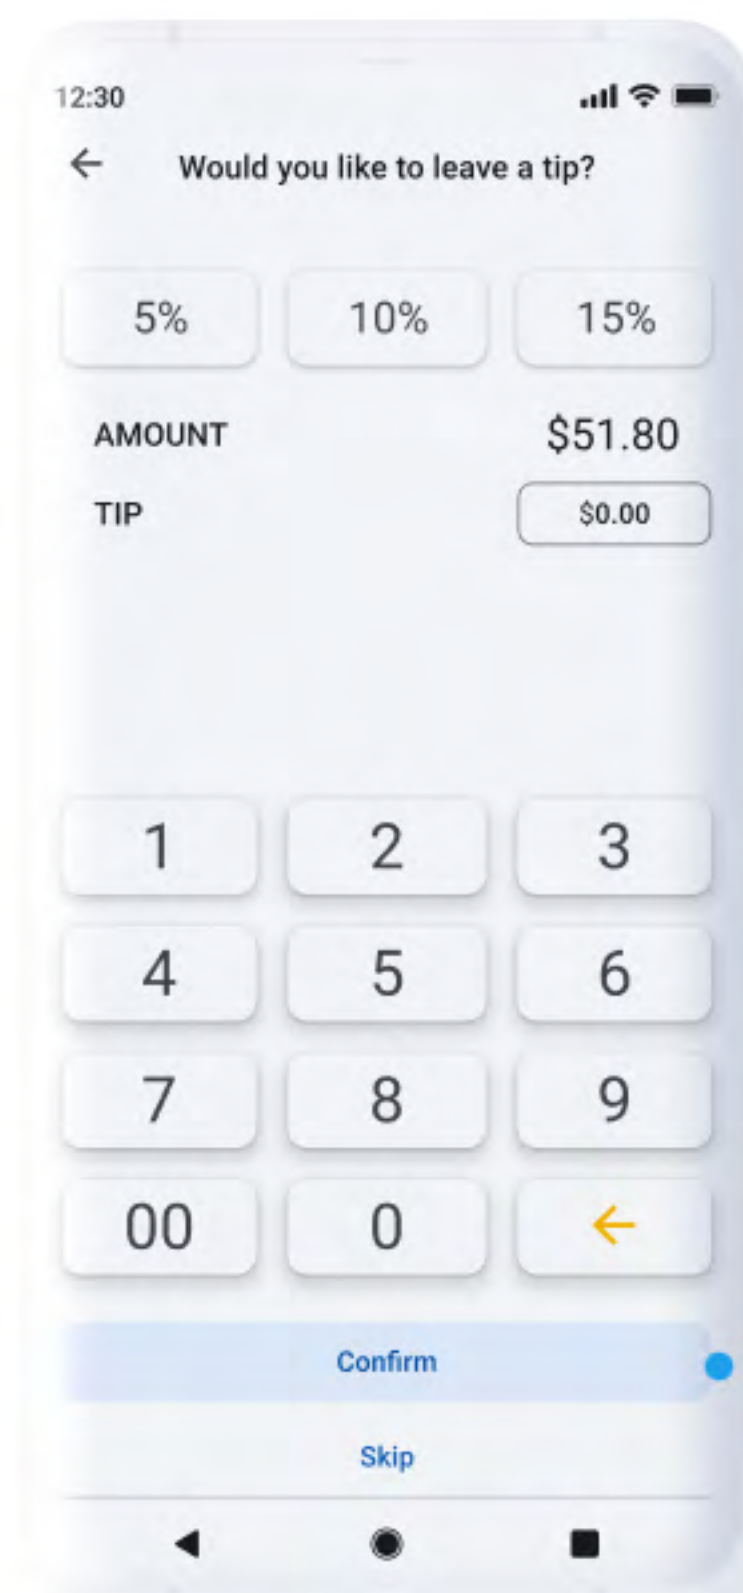 12:30
Would you like to leave a tip?
5% 10% 15%
AMOUNT $51.80
TIP $0.00
1 2 3
4 5 6
7 8 9
00 0
Confirm
Skip